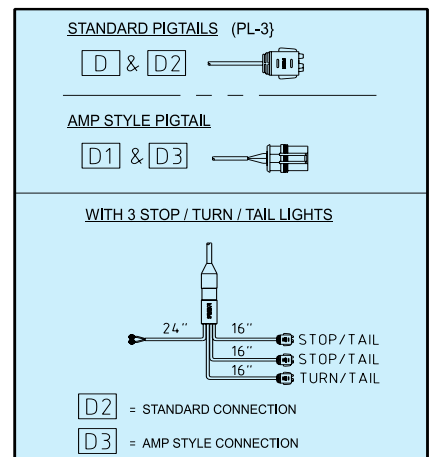 STANDARD PIGTAILS (PL-3}
D & D2
AMP STYLE PIGTAIL
D1 & D3
WITH 3 STOP / TURN / TAIL LIGHTS
24" 16" STOP/TAIL
16" STOP/TAIL
16" TURN/TAIL
D2 = STANDARD CONNECTION
D3 = AMP STYLE CONNECTION